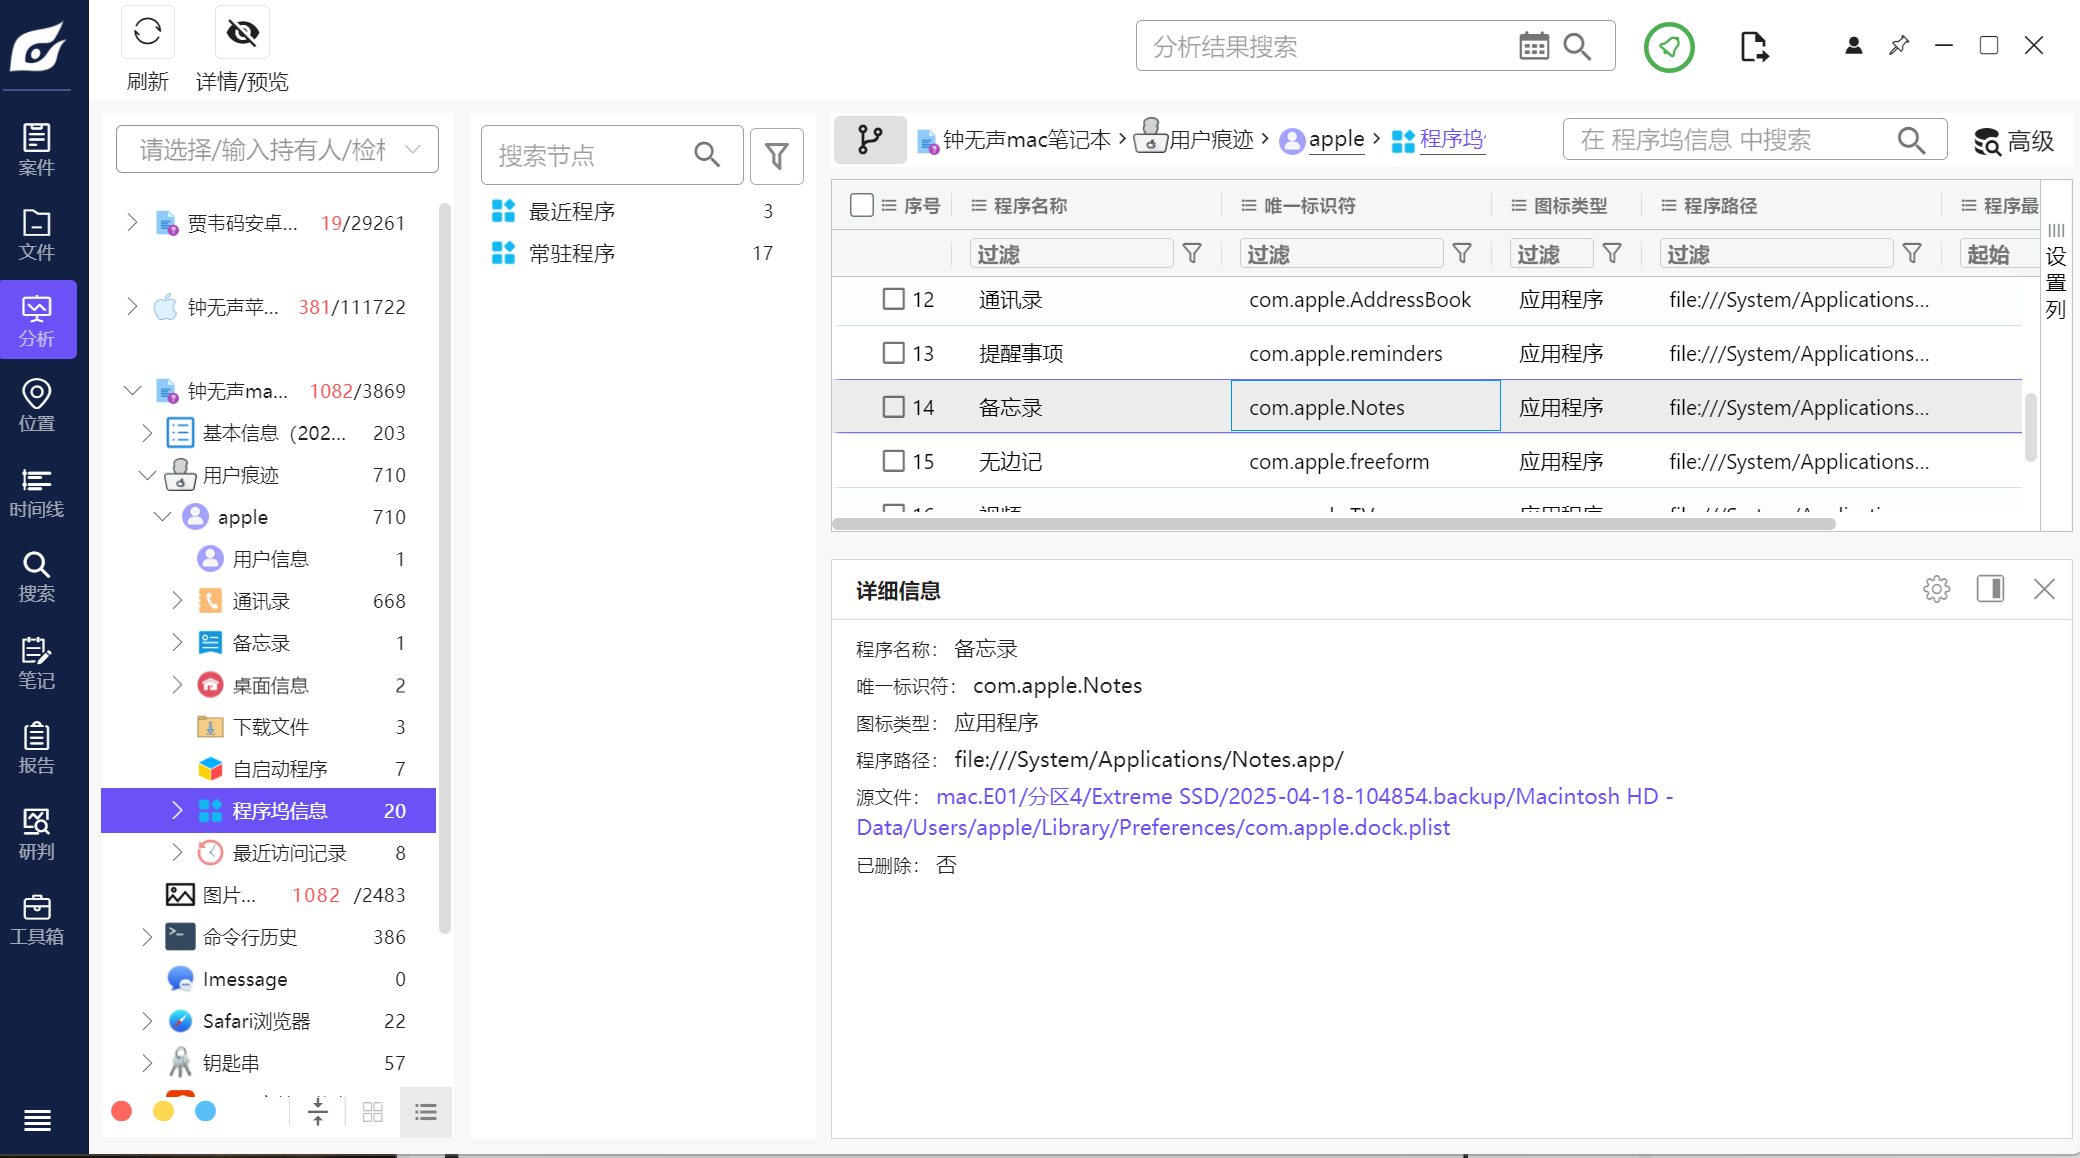 刷新
详情/预览
分析结果搜索
案件
文件
分析
位置
时间线
搜索
笔记
报告
研判
工具箱
请选择/输入持有人/检材
贾韦码安卓... 19/29261
钟无声苹... 381/111722
钟无声ma... 1082/3869
基本信息（202... 203
用户痕迹 710
apple 710
用户信息 1
通讯录 668
备忘录 1
桌面信息 2
下载文件 3
自启动程序 7
程序坞信息 20
最近访问记录 8
图片... 1082 /2483
命令行历史 386
Imessage 0
Safari浏览器 22
钥匙串 57
搜索节点
最近程序 3
常驻程序 17
钟无声mac笔记本 > 用户痕迹 > apple > 程序坞
在 程序坞信息 中搜索
高级
序号 程序名称 唯一标识符 图标类型 程序路径 程序最
过滤 过滤 过滤 过滤 起始
设置列
12 通讯录 com.apple.AddressBook 应用程序 file:///System/Applications...
13 提醒事项 com.apple.reminders 应用程序 file:///System/Applications...
14 备忘录 com.apple.Notes 应用程序 file:///System/Applications...
15 无边记 com.apple.freeform 应用程序 file:///System/Applications...
详细信息
程序名称： 备忘录
唯一标识符： com.apple.Notes
图标类型： 应用程序
程序路径： file:///System/Applications/Notes.app/
源文件： mac.E01/分区4/Extreme SSD/2025-04-18-104854.backup/Macintosh HD -
Data/Users/apple/Library/Preferences/com.apple.dock.plist
已删除： 否